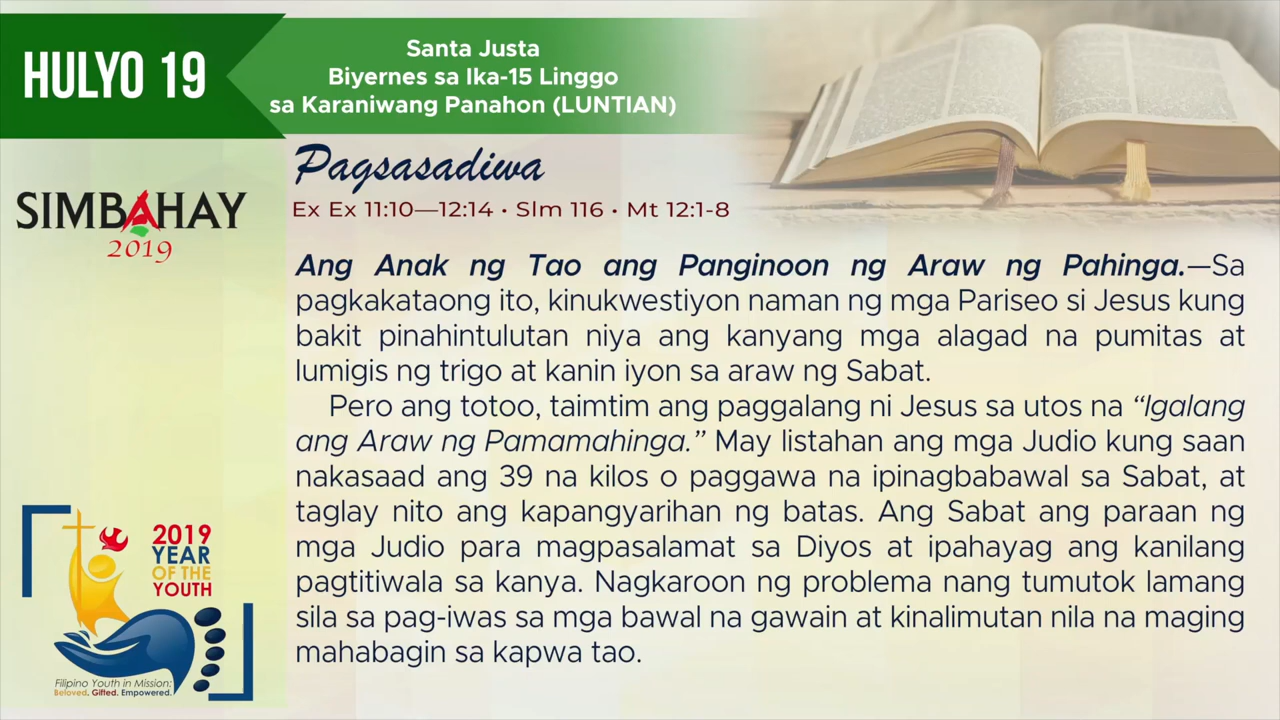 HULYO 19
Santa Justa
Biyernes sa Ika-15 Linggo
sa Karaniwang Panahon (LUNTIAN)
SIMBAHAY
2019
Pagsasadiwa
Ex Ex 11:10—12:14 • Slm 116 • Mt 12:1-8
Ang Anak ng Tao ang Panginoon ng Araw ng Pahinga.—Sa
pagkakataong ito, kinukwestiyon naman ng mga Pariseo si Jesus kung
bakit pinahintulutan niya ang kanyang mga alagad na pumitas at
lumigis ng trigo at kanin iyon sa araw ng Sabat.
Pero ang totoo, taimtim ang paggalang ni Jesus sa utos na “Igalang
ang Araw ng Pamamahinga.” May listahan ang mga Judio kung saan
nakasaad ang 39 na kilos o paggawa na ipinagbabawal sa Sabat, at
taglay nito ang kapangyarihan ng batas. Ang Sabat ang paraan ng
mga Judio para magpasalamat sa Diyos at ipahayag ang kanilang
pagtitiwala sa kanya. Nagkaroon ng problema nang tumutok lamang
sila sa pag-iwas sa mga bawal na gawain at kinalimutan nila na maging
mahabagin sa kapwa tao.
2019
YEAR
OF THE
YOUTH
Filipino Youth in Mission:
Beloved. Gifted. Empowered.